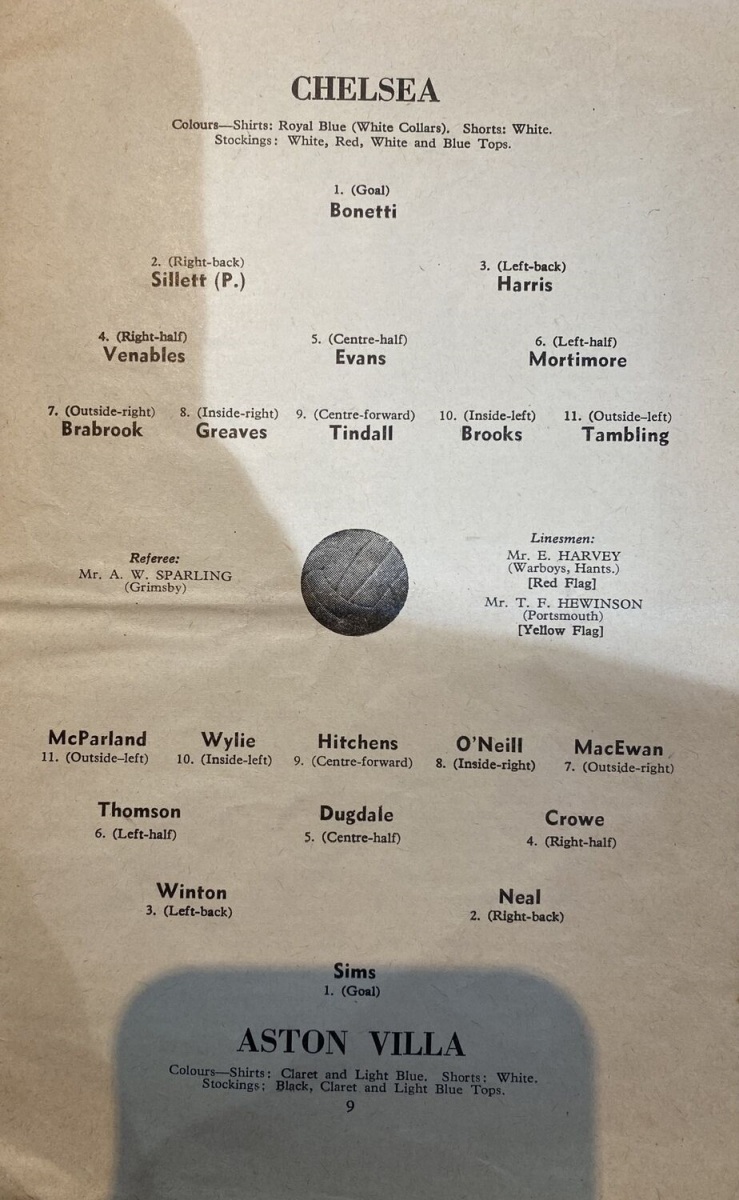 CHELSEA
Colours—Shirts: Royal Blue (White Collars). Shorts: White.
Stockings: White, Red, White and Blue Tops.
1. (Goal)
Bonetti
2. (Right-back) 3. (Left-back)
Sillett (P.) Harris
4. (Right-half) 5. (Centre-half) 6. (Left-half)
Venables Evans Mortimore
7. (Outside-right) 8. (Inside-right) 9. (Centre-forward) 10. (Inside-left) 11. (Outside-left)
Brabrook Greaves Tindall Brooks Tambling
Referee:
Mr. A. W. SPARLING
(Grimsby)
Linesmen:
Mr. E. HARVEY
(Warboys, Hants.)
[Red Flag]
Mr. T. F. HEWINSON
(Portsmouth)
[Yellow Flag]
McParland Wylie Hitchens O'Neill MacEwan
11. (Outside-left) 10. (Inside-left) 9. (Centre-forward) 8. (Inside-right) 7. (Outside-right)
Thomson Dugdale Crowe
6. (Left-half) 5. (Centre-half) 4. (Right-half)
Winton Neal
3. (Left-back) 2. (Right-back)
Sims
1. (Goal)
ASTON VILLA
Colours—Shirts: Claret and Light Blue. Shorts: White.
Stockings: Black, Claret and Light Blue Tops.
9